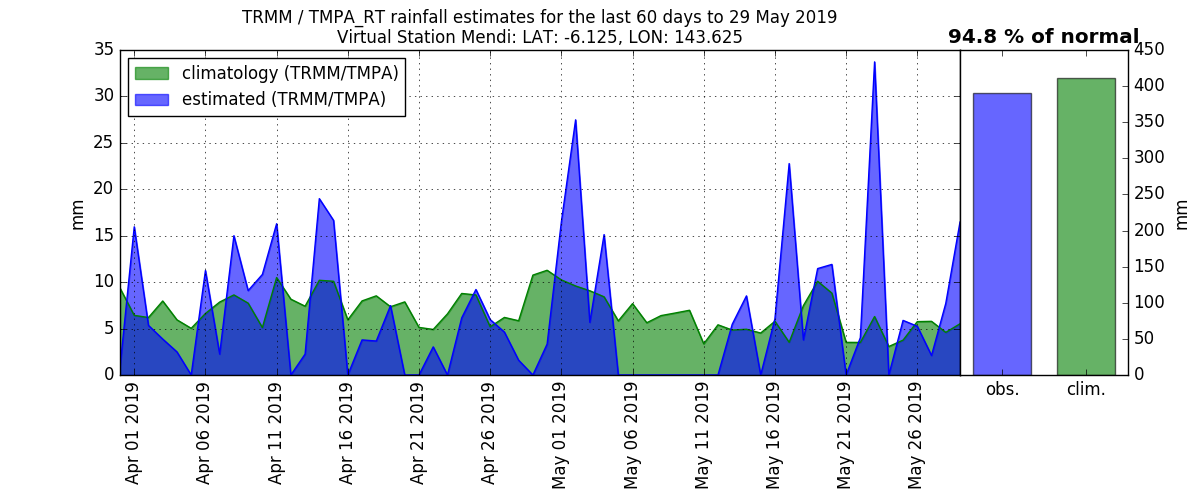 TRMM / TMPA_RT rainfall estimates for the last 60 days to 29 May 2019
Virtual Station Mendi: LAT: -6.125, LON: 143.625
94.8 % of normal
climatology (TRMM/TMPA)
estimated (TRMM/TMPA)
35
30
25
20
15
10
5
0
mm
Apr 01 2019
Apr 06 2019
Apr 11 2019
Apr 16 2019
Apr 21 2019
Apr 26 2019
May 01 2019
May 06 2019
May 11 2019
May 16 2019
May 21 2019
May 26 2019
450
400
350
300
250
200
150
100
50
0
mm
obs.
clim.